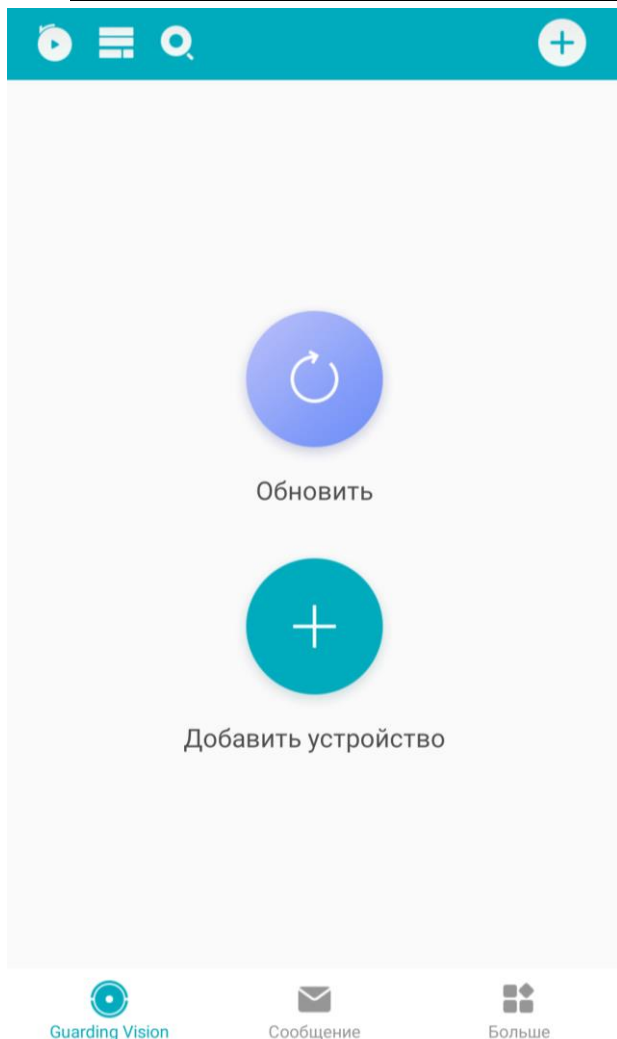 Обновить
Добавить устройство
Guarding Vision
Сообщение
Больше